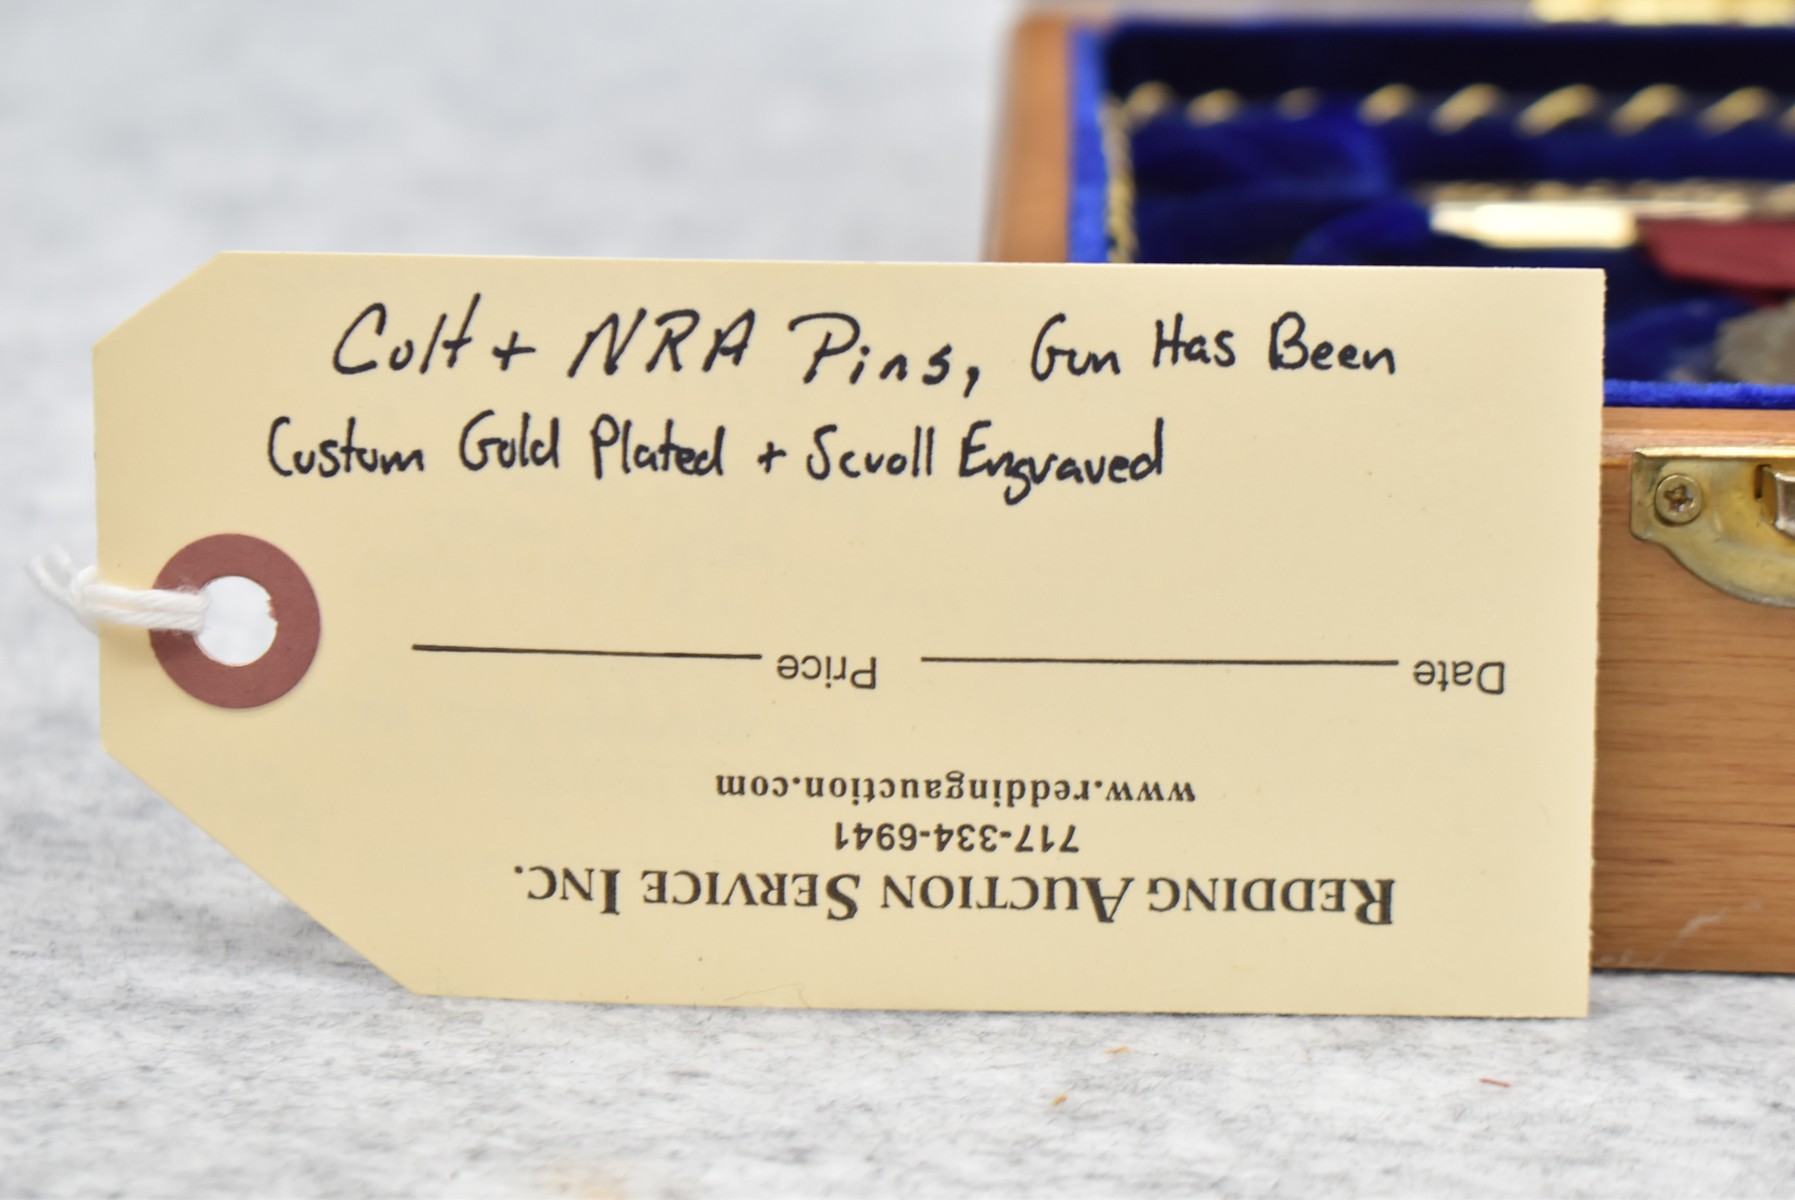 Colt + NRA Pins, Gun Has Been
Custom Gold Plated + Scroll Engraved
REDDING AUCTION SERVICE INC.
717-334-6941
www.reddingauction.com
Date Price